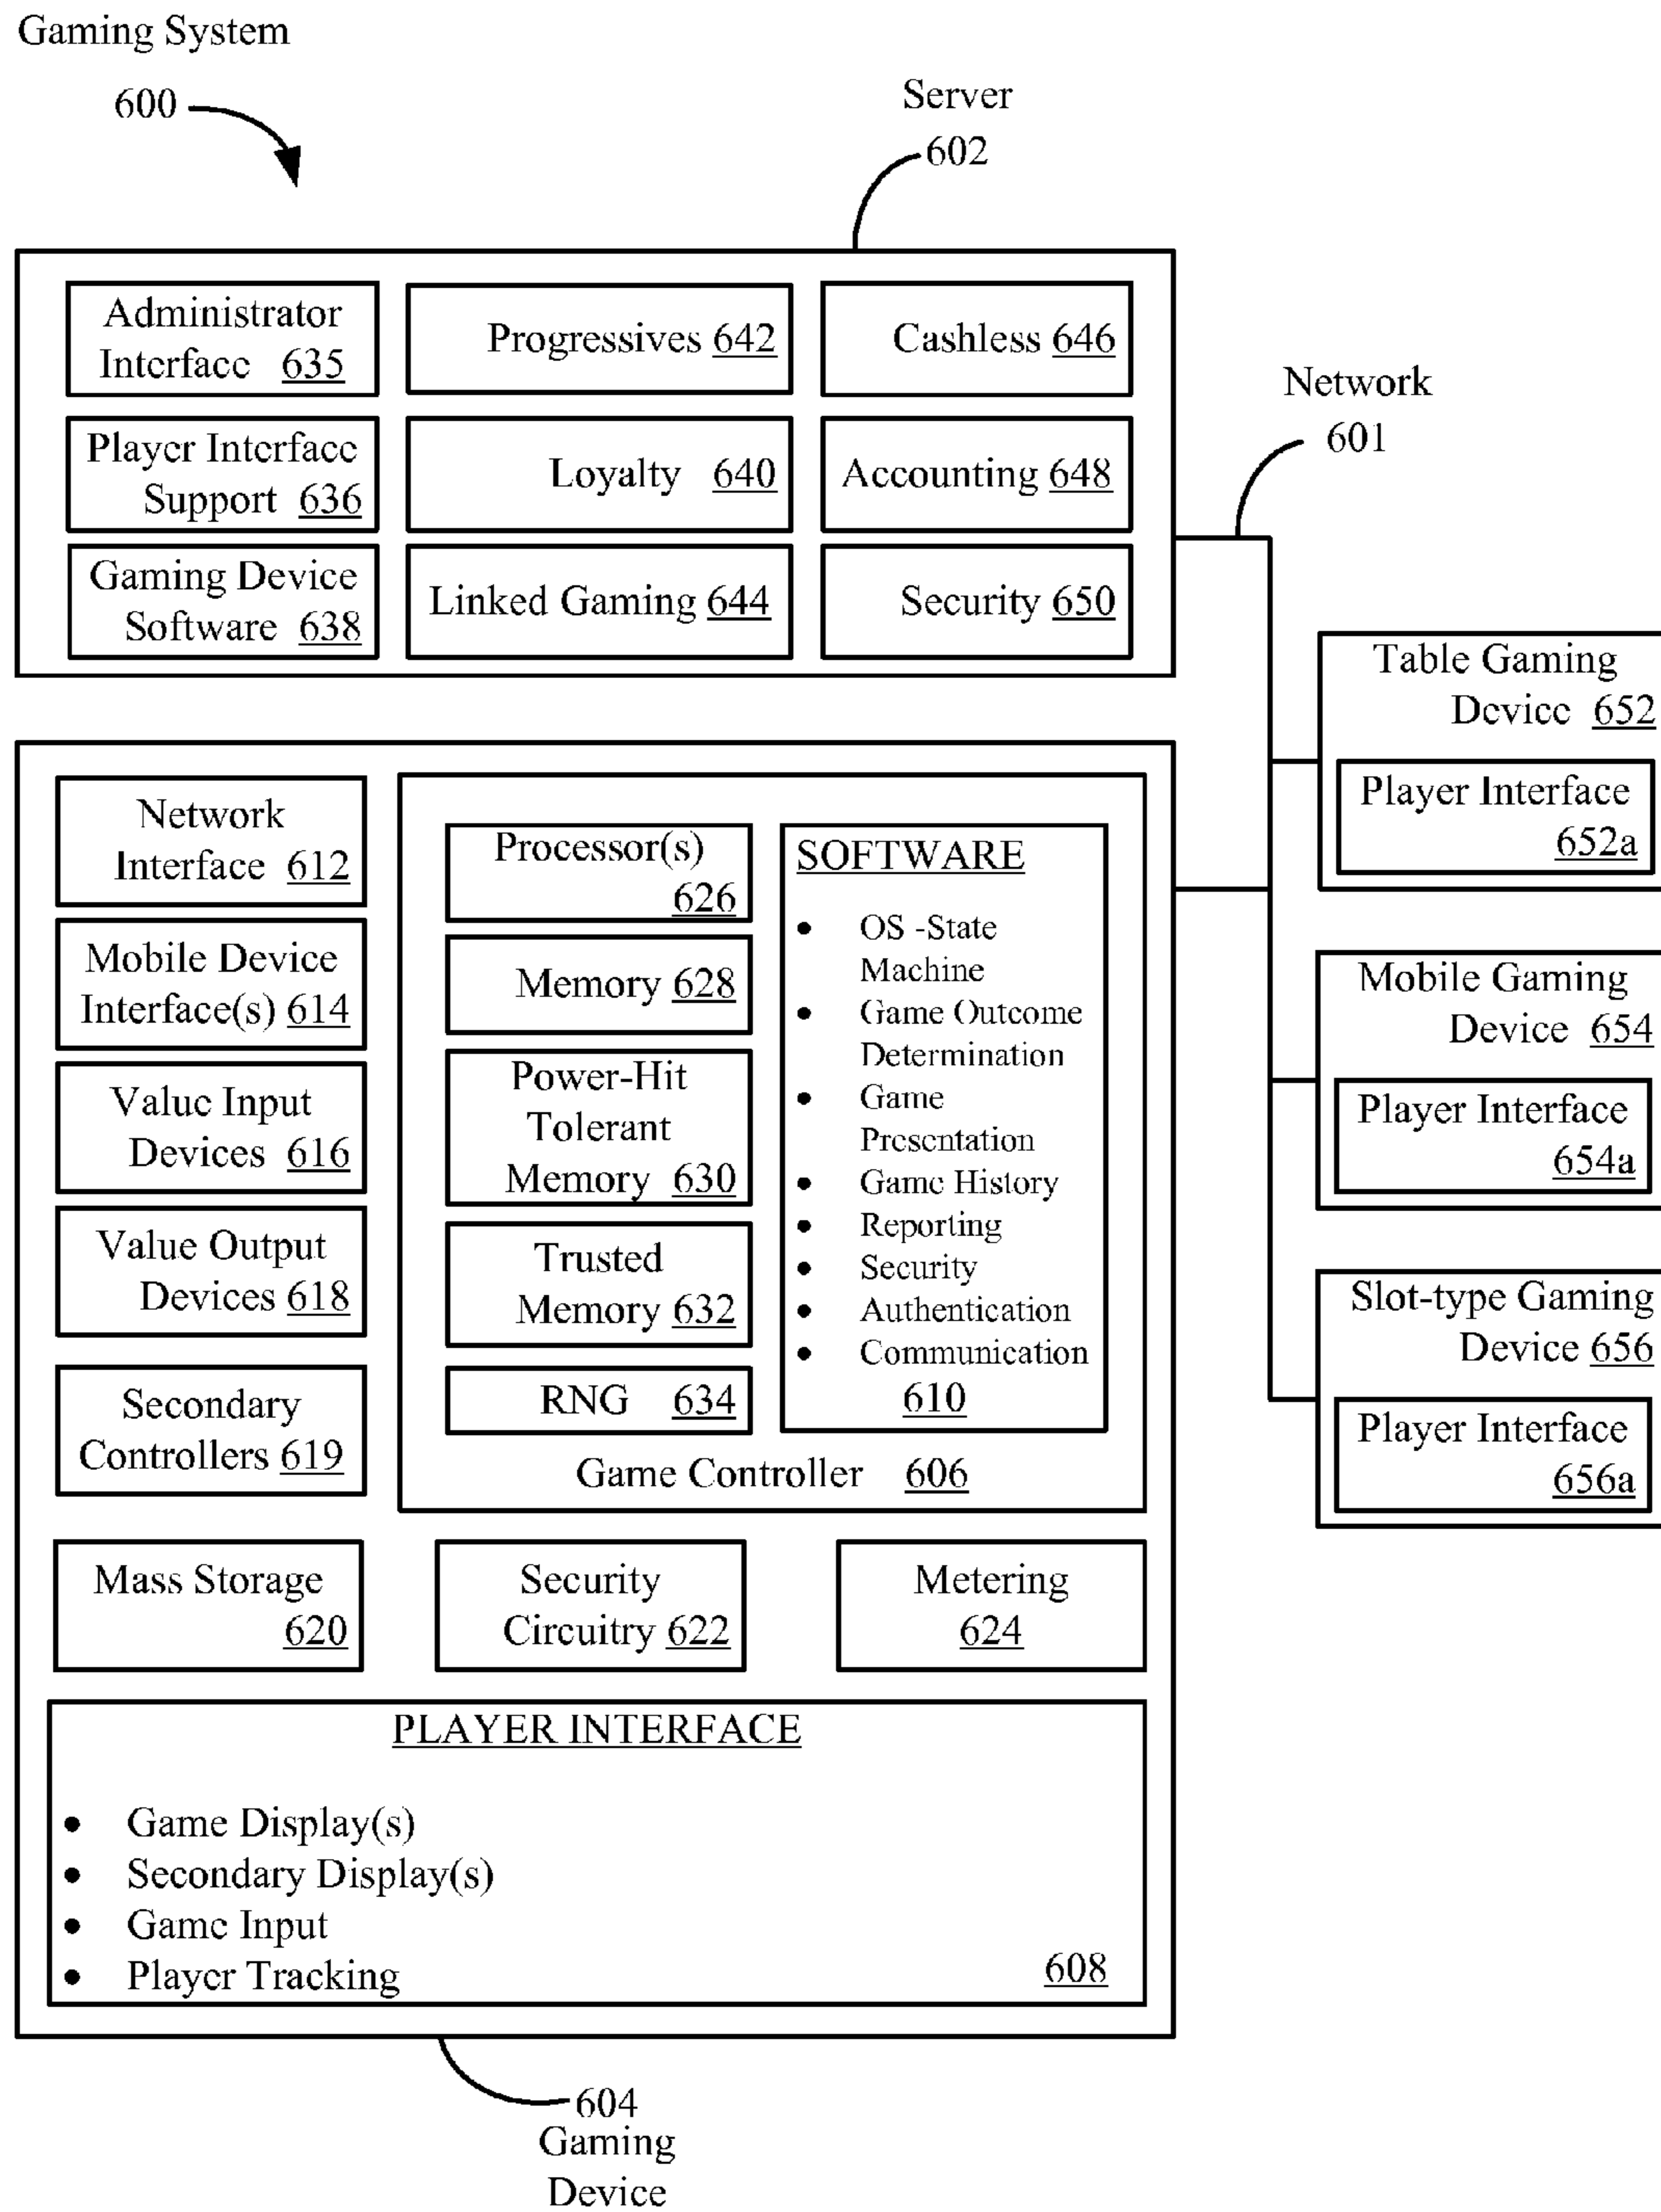 Gaming System
600
Server
602
Administrator
Interface 635
Progressives 642
Cashless 646
Player Interface
Support 636
Loyalty 640
Accounting 648
Gaming Device
Software 638
Linked Gaming 644
Security 650
Network
601
Table Gaming
Device 652
Player Interface
652a
Mobile Gaming
Device 654
Player Interface
654a
Slot-type Gaming
Device 656
Player Interface
656a
Network
Interface 612
Mobile Device
Interface(s) 614
Value Input
Devices 616
Value Output
Devices 618
Secondary
Controllers 619
Processor(s)
626
Memory 628
Power-Hit
Tolerant
Memory 630
Trusted
Memory 632
RNG 634
SOFTWARE
• OS -State
Machine
• Game Outcome
Determination
• Game
Presentation
• Game History
• Reporting
• Security
• Authentication
• Communication
610
Game Controller 606
Mass Storage
620
Security
Circuitry 622
Metering
624
PLAYER INTERFACE
• Game Display(s)
• Secondary Display(s)
• Game Input
• Player Tracking
608
604
Gaming
Device